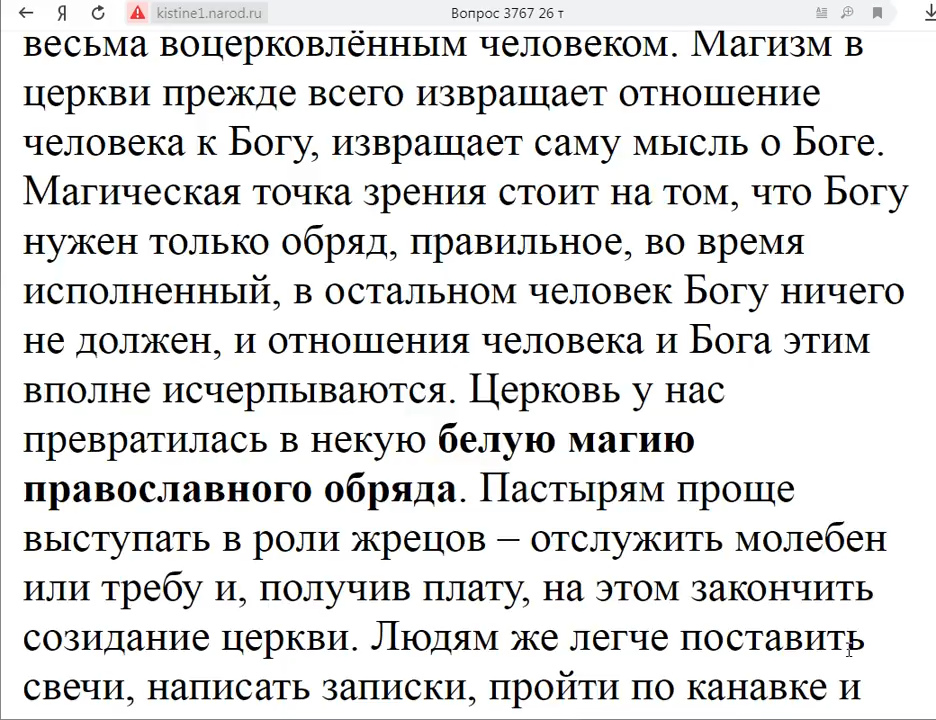 kistine1.narod.ru
Вопрос 3767 26 т
весьма воцерковлённым человеком. Магизм в
церкви прежде всего извращает отношение
человека к Богу, извращает саму мысль о Боге.
Магическая точка зрения стоит на том, что Богу
нужен только обряд, правильное, во время
исполненный, в остальном человек Богу ничего
не должен, и отношения человека и Бога этим
вполне исчерпываются. Церковь у нас
превратилась в некую белую магию
православного обряда. Пастырям проще
выступать в роли жрецов – отслужить молебен
или требу и, получив плату, на этом закончить
созидание церкви. Людям же легче поставить
свечи, написать записки, пройти по канавке и